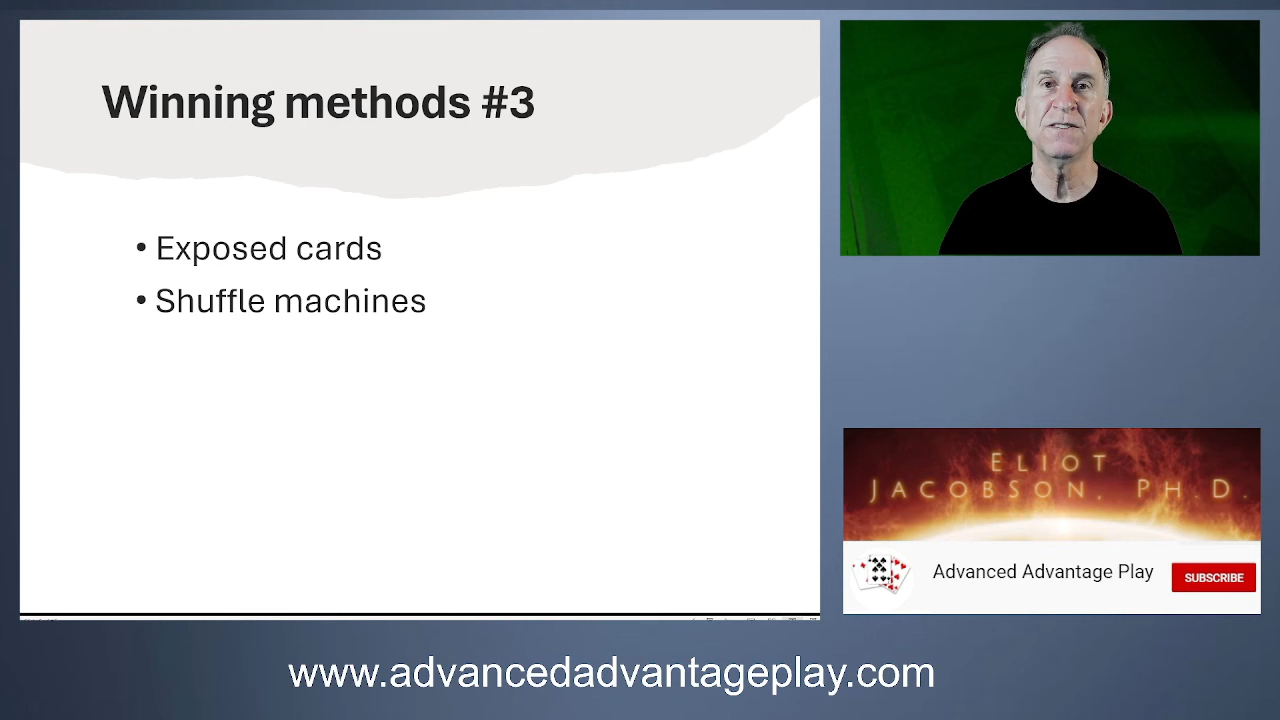 Winning methods #3
• Exposed cards
• Shuffle machines
ELIOT
JACOBSON, PH.D.
Advanced Advantage Play
SUBSCRIBE
www.advancedadvantageplay.com